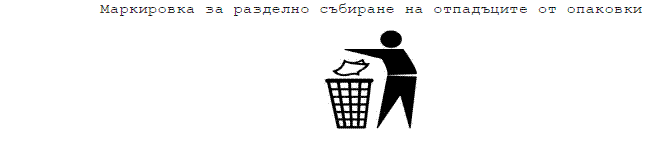 Маркировка за разделно събиране на отпадъците от опаковки